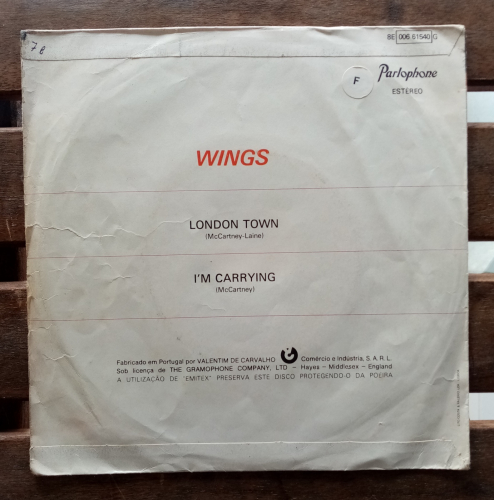 7e
8E 006 61540 G
Parlophone
F
ESTÉREO
WINGS
LONDON TOWN
(McCartney-Laine)
I'M CARRYING
(McCartney)
Fabricado em Portugal por VALENTIM DE CARVALHO Comércio e Indústria, S. A. R. L.
Sob licença de THE GRAMOPHONE COMPANY, LTD – Hayes – Middlesex – England
A UTILIZAÇÃO DE "EMITEX" PRESERVA ESTE DISCO PROTEGENDO-O DA POEIRA